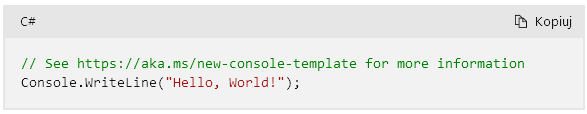 C#
Kopiuj
// See https://aka.ms/new-console-template for more information
Console.WriteLine("Hello, World!");